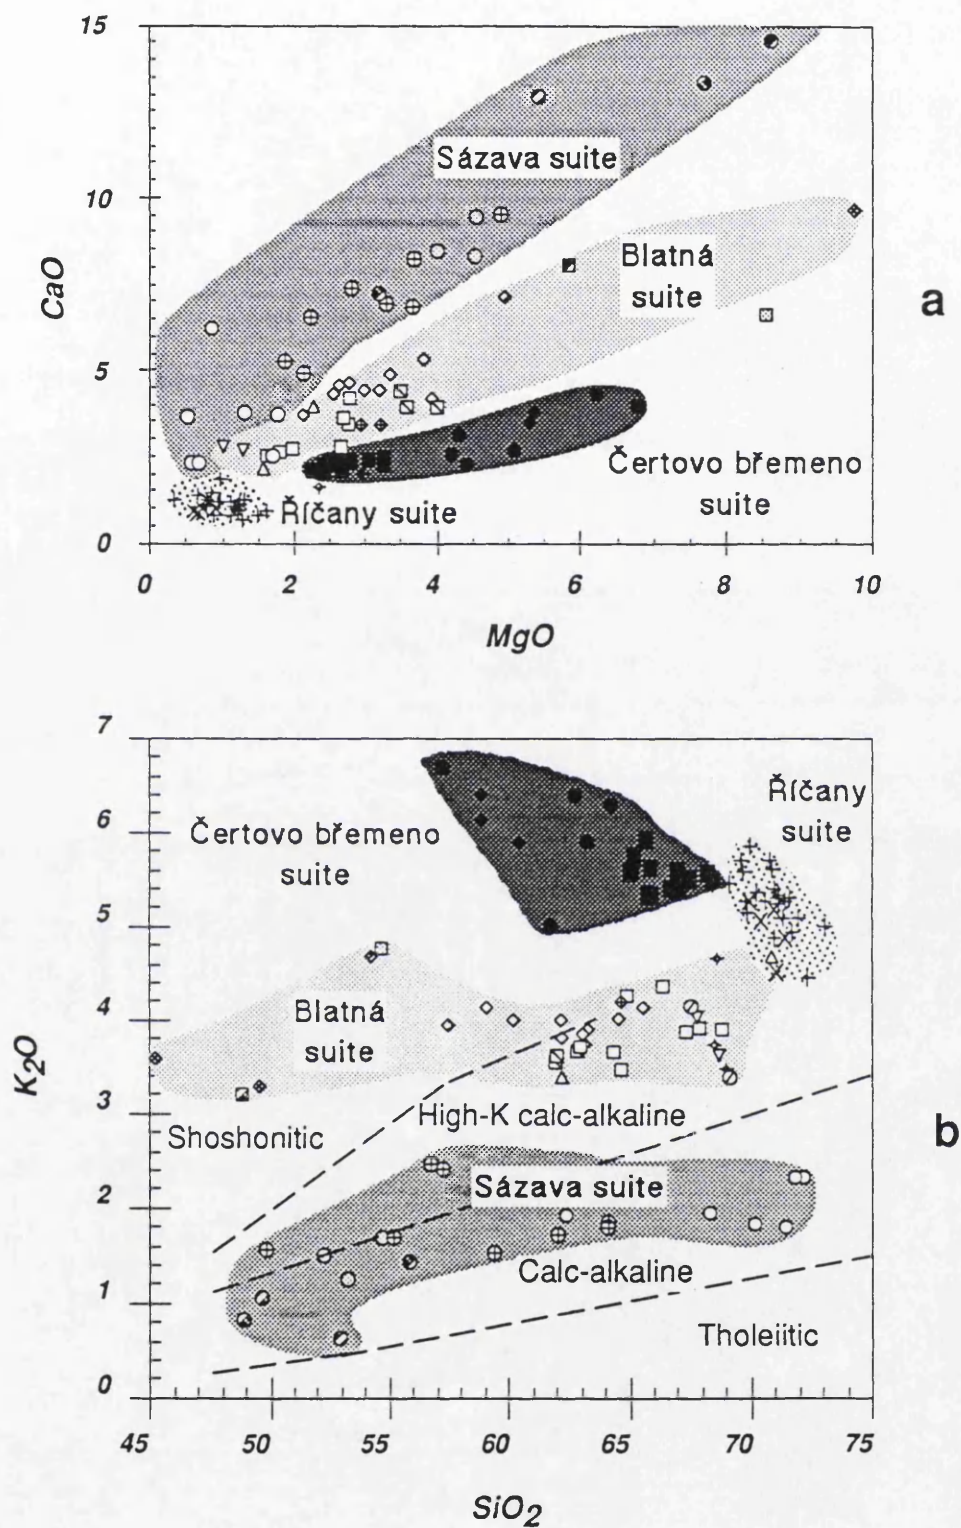 15
Sázava suite
10
Blatná
suite
CaO
a
5
Čertovo břemeno
suite
Říčany suite
0
0 2 4 6 8 10
MgO
7
Říčany
suite
6
Čertovo břemeno
suite
5
4
Blatná
suite
K2O
3
High-K calc-alkaline
Shoshonitic
b
2
Sázava suite
Calc-alkaline
1
Tholeiitic
0
45 50 55 60 65 70 75
SiO2